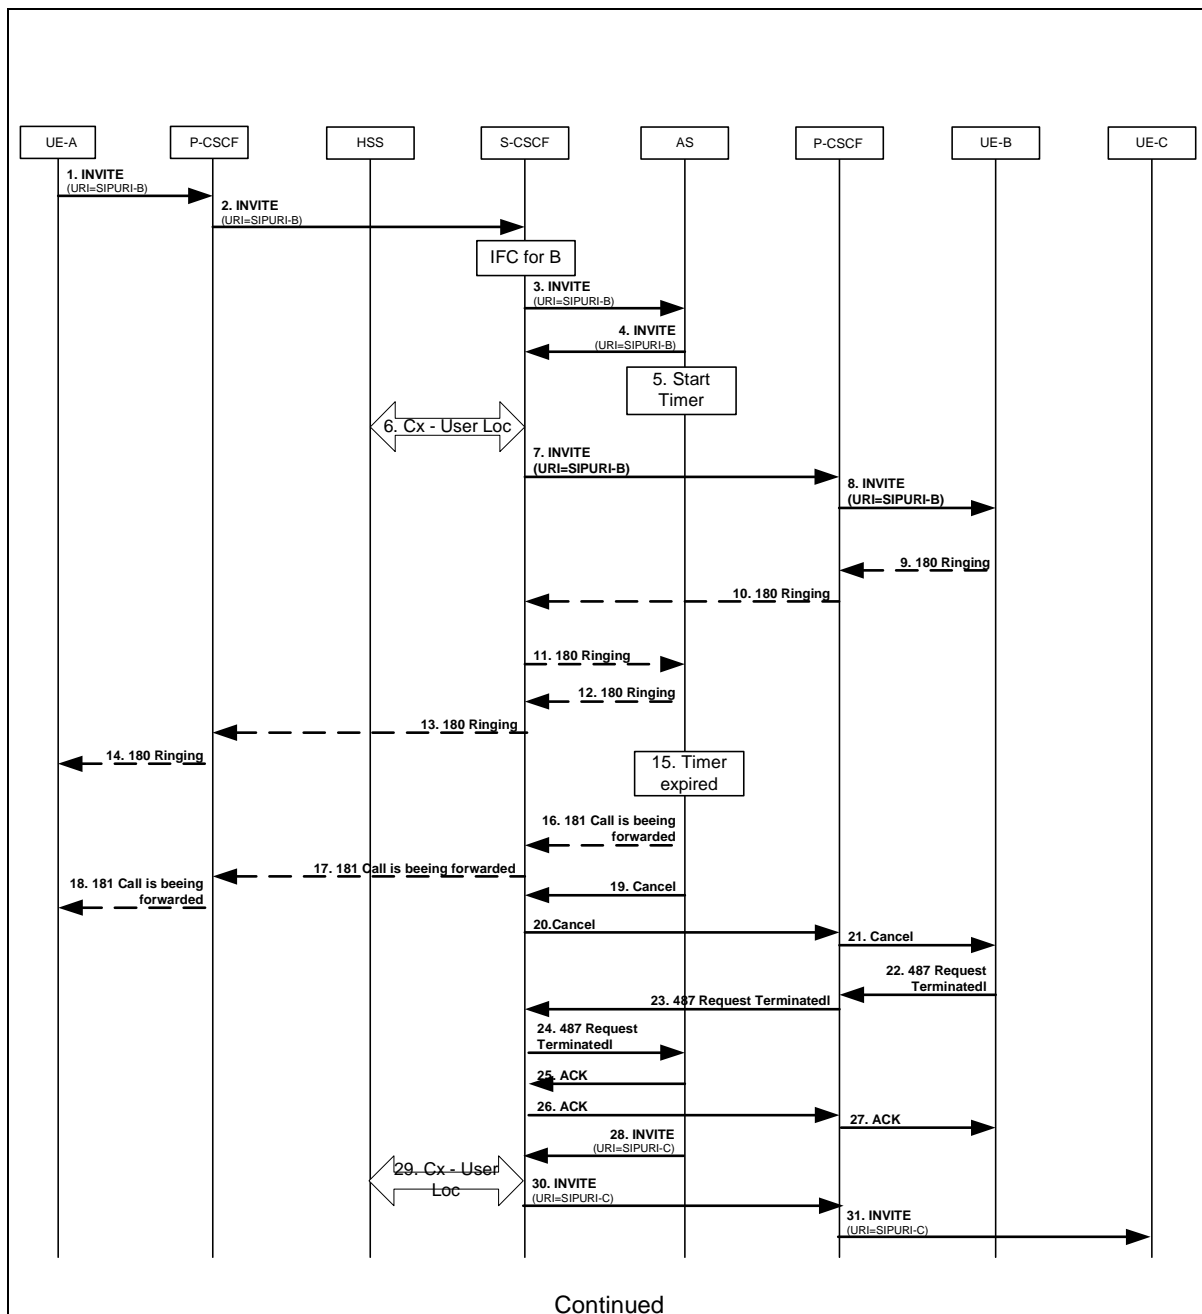 UE-A
P-CSCF
HSS
S-CSCF
AS
P-CSCF
UE-B
UE-C
1. INVITE
(URI=SIPURI-B)
2. INVITE
(URI=SIPURI-B)
IFC for B
3. INVITE
(URI=SIPURI-B)
4. INVITE
(URI=SIPURI-B)
5. Start
Timer
6. Cx - User Loc
7. INVITE
(URI=SIPURI-B)
8. INVITE
(URI=SIPURI-B)
9. 180 Ringing
10. 180 Ringing
11. 180 Ringing
12. 180 Ringing
13. 180 Ringing
14. 180 Ringing
15. Timer
expired
16. 181 Call is beeing
forwarded
17. 181 Call is beeing forwarded
18. 181 Call is beeing
forwarded
19. Cancel
20.Cancel
21. Cancel
22. 487 Request
Terminatedl
23. 487 Request Terminatedl
24. 487 Request
Terminatedl
25. ACK
26. ACK
27. ACK
28. INVITE
(URI=SIPURI-C)
29. Cx - User
Loc
30. INVITE
(URI=SIPURI-C)
31. INVITE
(URI=SIPURI-C)
Continued